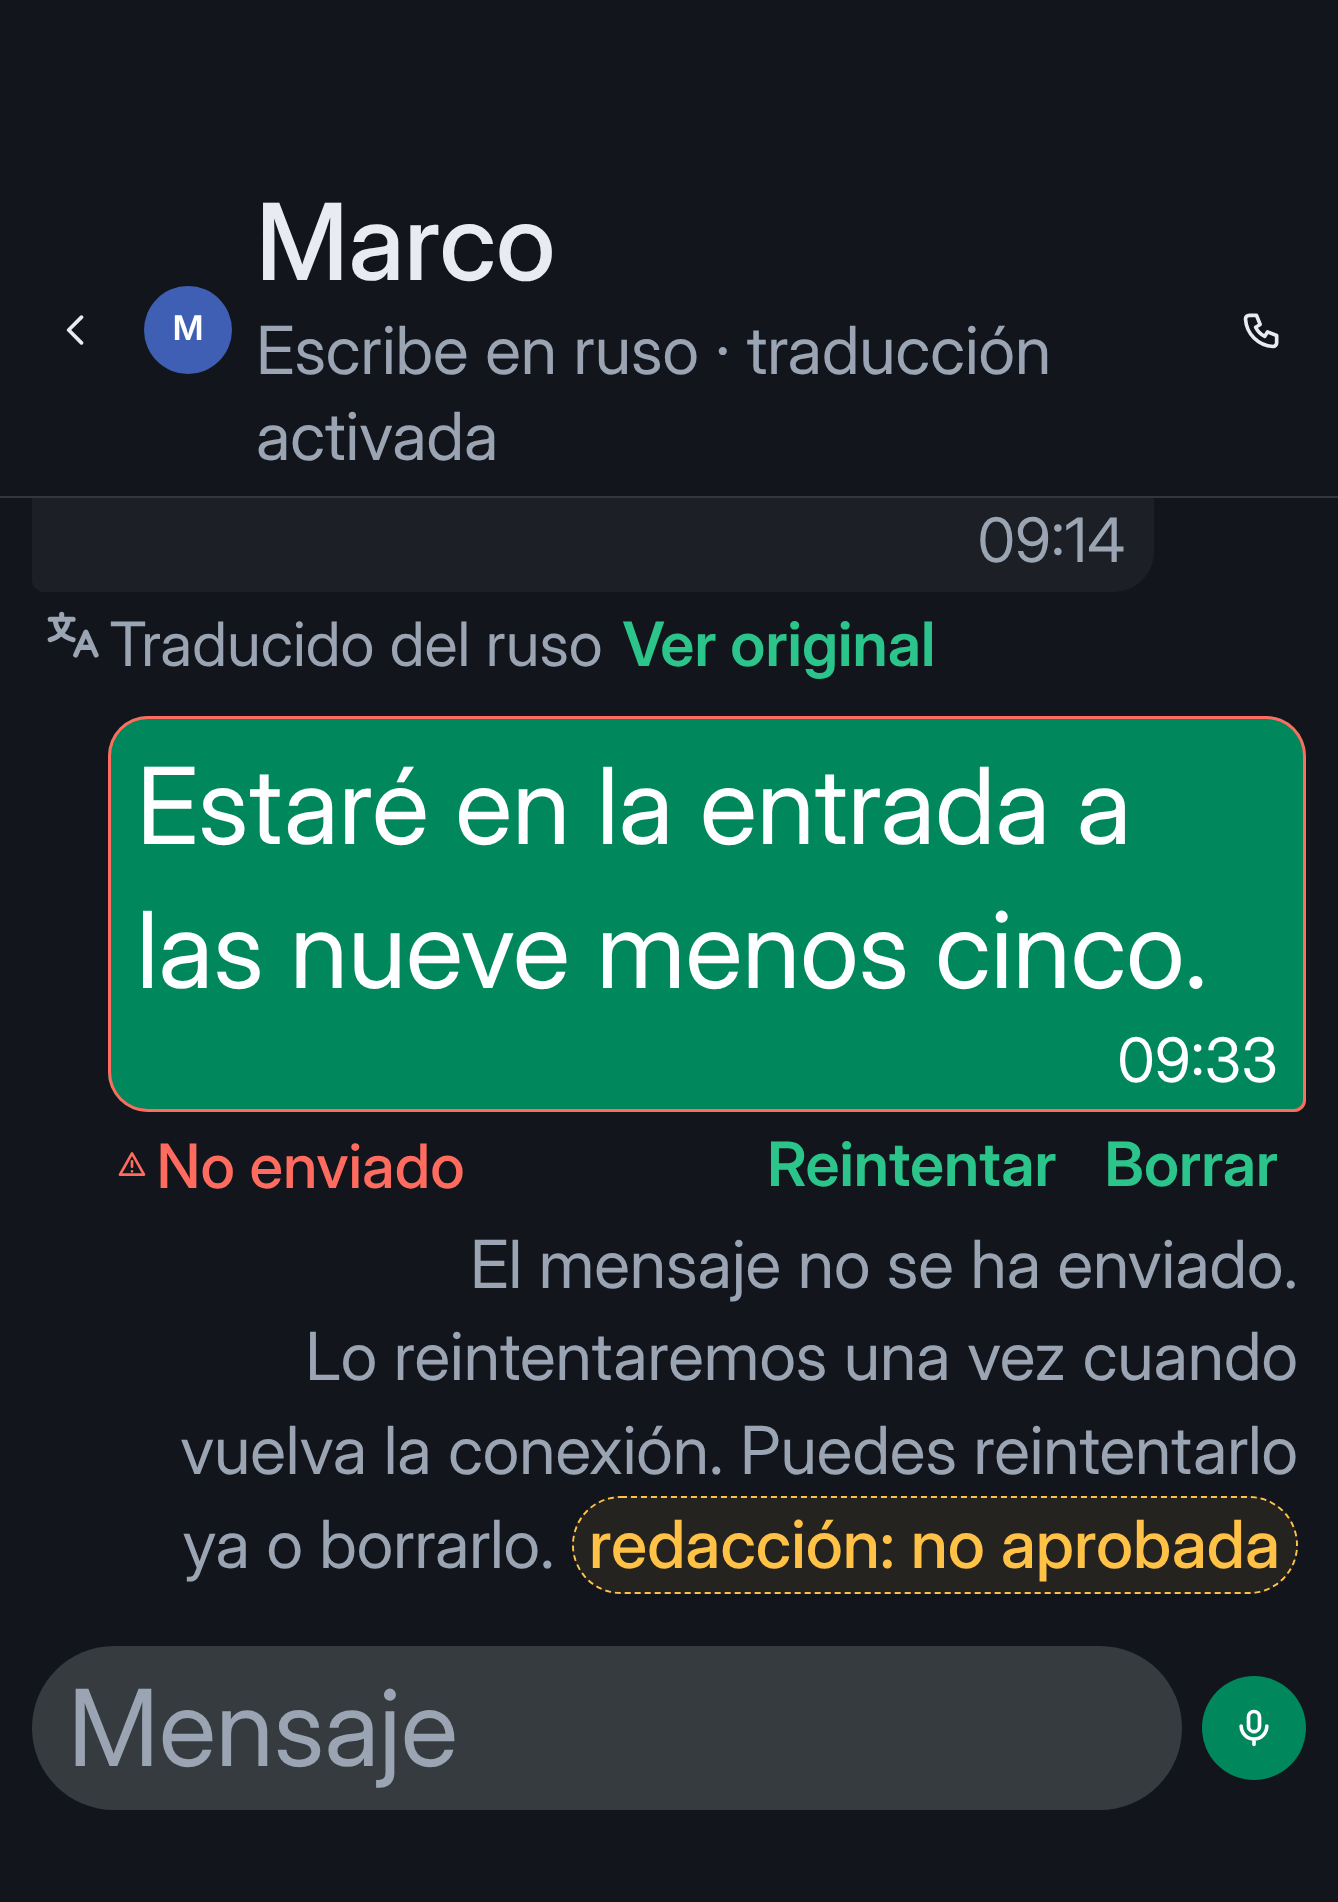 Marco
M
Escribe en ruso · traducción
activada
09:14
Traducido del ruso Ver original
Estaré en la entrada a
las nueve menos cinco.
09:33
No enviado Reintentar Borrar
El mensaje no se ha enviado.
Lo reintentaremos una vez cuando
vuelva la conexión. Puedes reintentarlo
ya o borrarlo. redacción: no aprobada
Mensaje